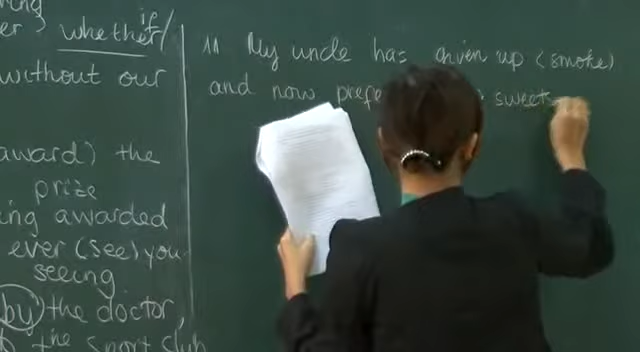 whether/if
without our
award) the
prize
ing awarded
ever (see) you
seeing
by) the doctor
the sport club
11 My uncle has given up (smoke)
and now prefe sweets